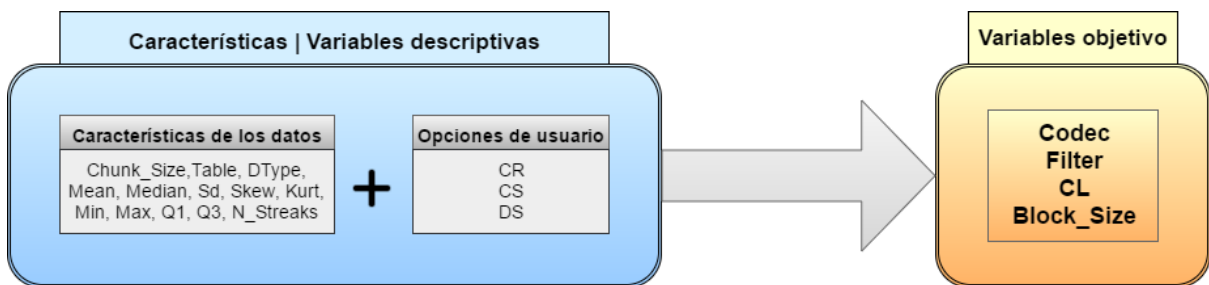 Características | Variables descriptivas
Características de los datos
Chunk_Size,Table, DType,
Mean, Median, Sd, Skew, Kurt,
Min, Max, Q1, Q3, N_Streaks
+
Opciones de usuario
CR
CS
DS
Variables objetivo
Codec
Filter
CL
Block_Size